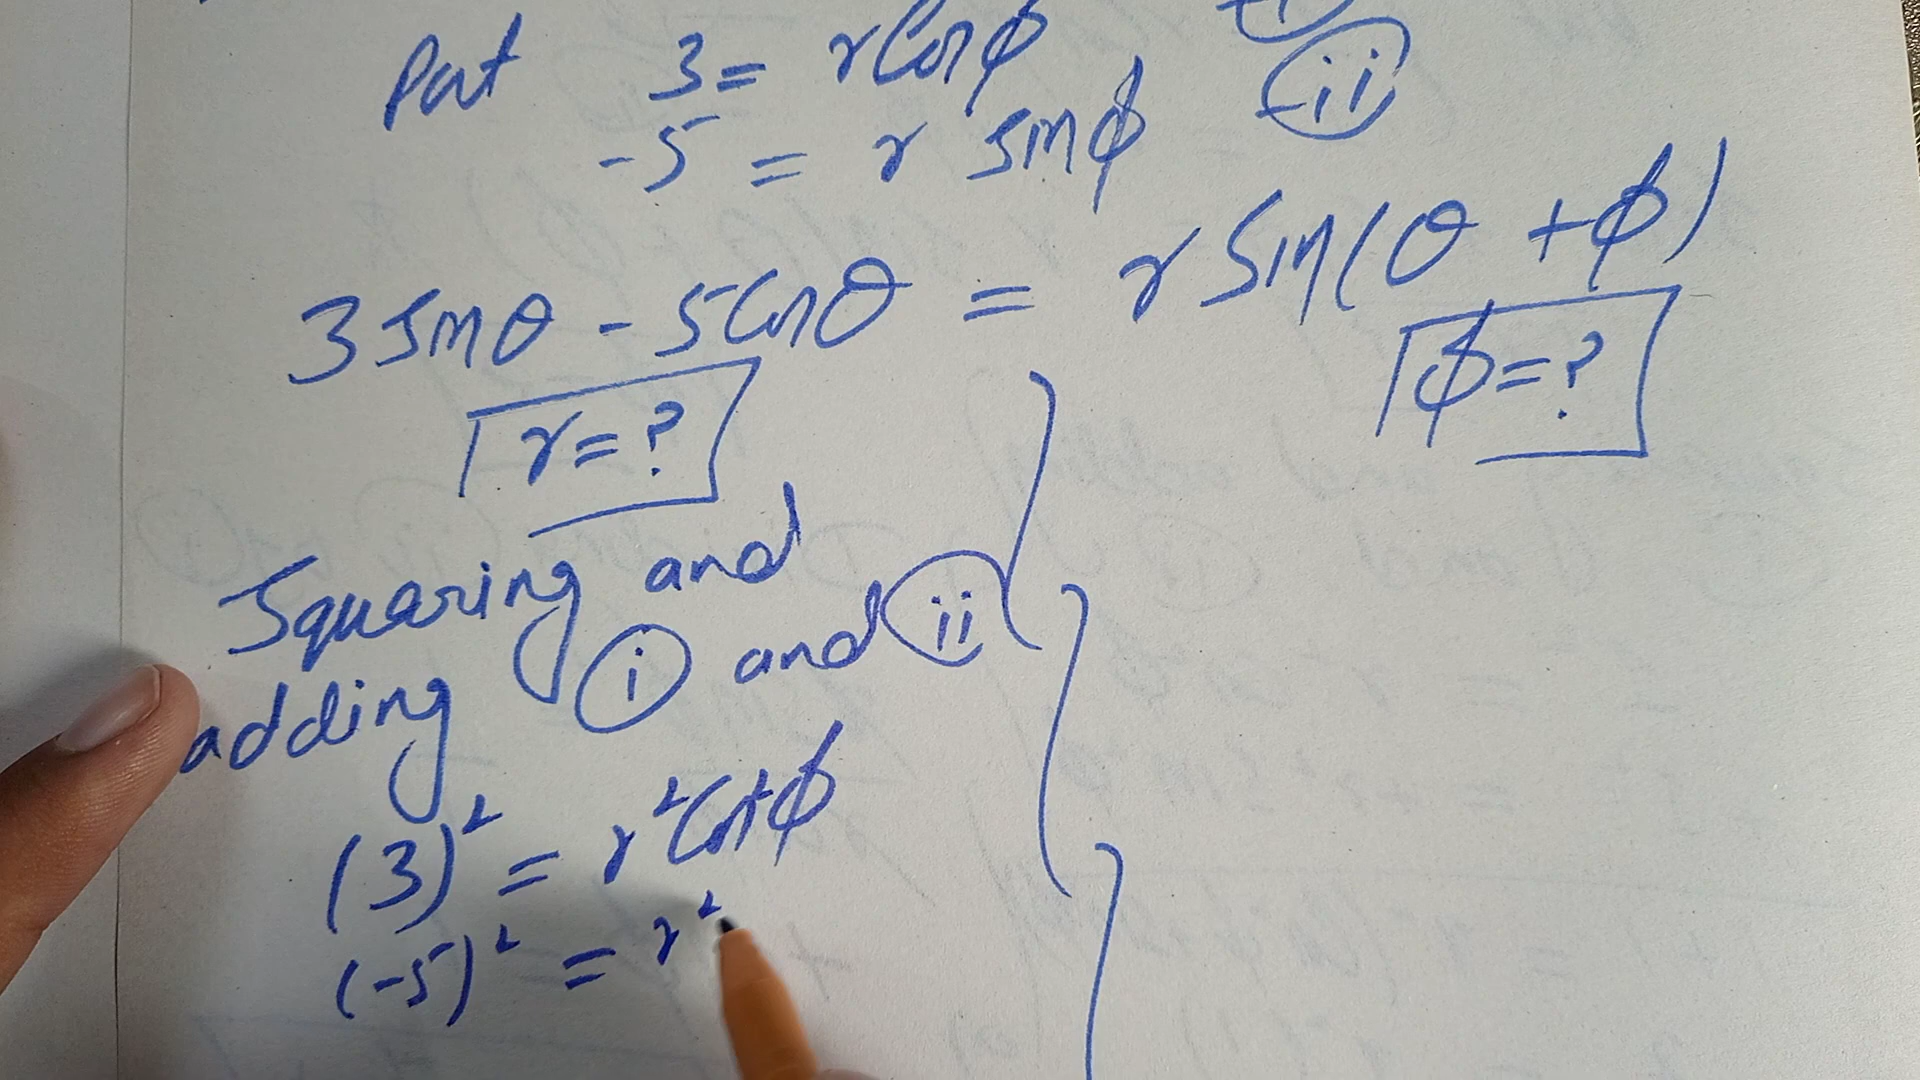 Put 3 = r Cos φ
-5 = r sin φ (ii)
3 sin θ - 5 Cos θ = r Sin(θ + φ)
r = ? φ = ?
Squaring and
adding (i) and (ii)
(3)² = r² Cos² φ
(-5)² = r²